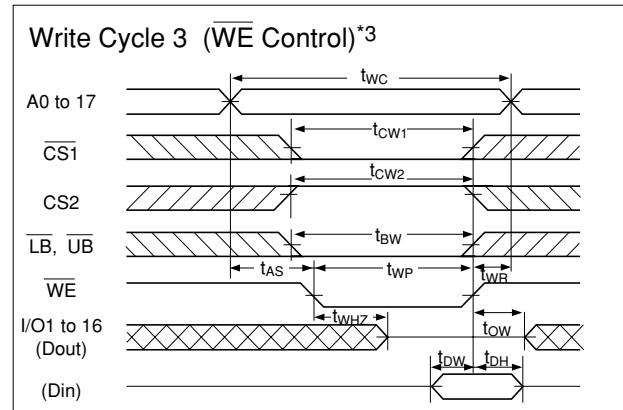 Write Cycle 3 (WE Control)*3
tWC
A0 to 17
tCW1
CS1
tCW2
CS2
tBW
LB, UB
tAS tWP tWR
WE
tWHZ tOW
I/O1 to 16
(Dout)
tDW tDH
(Din)